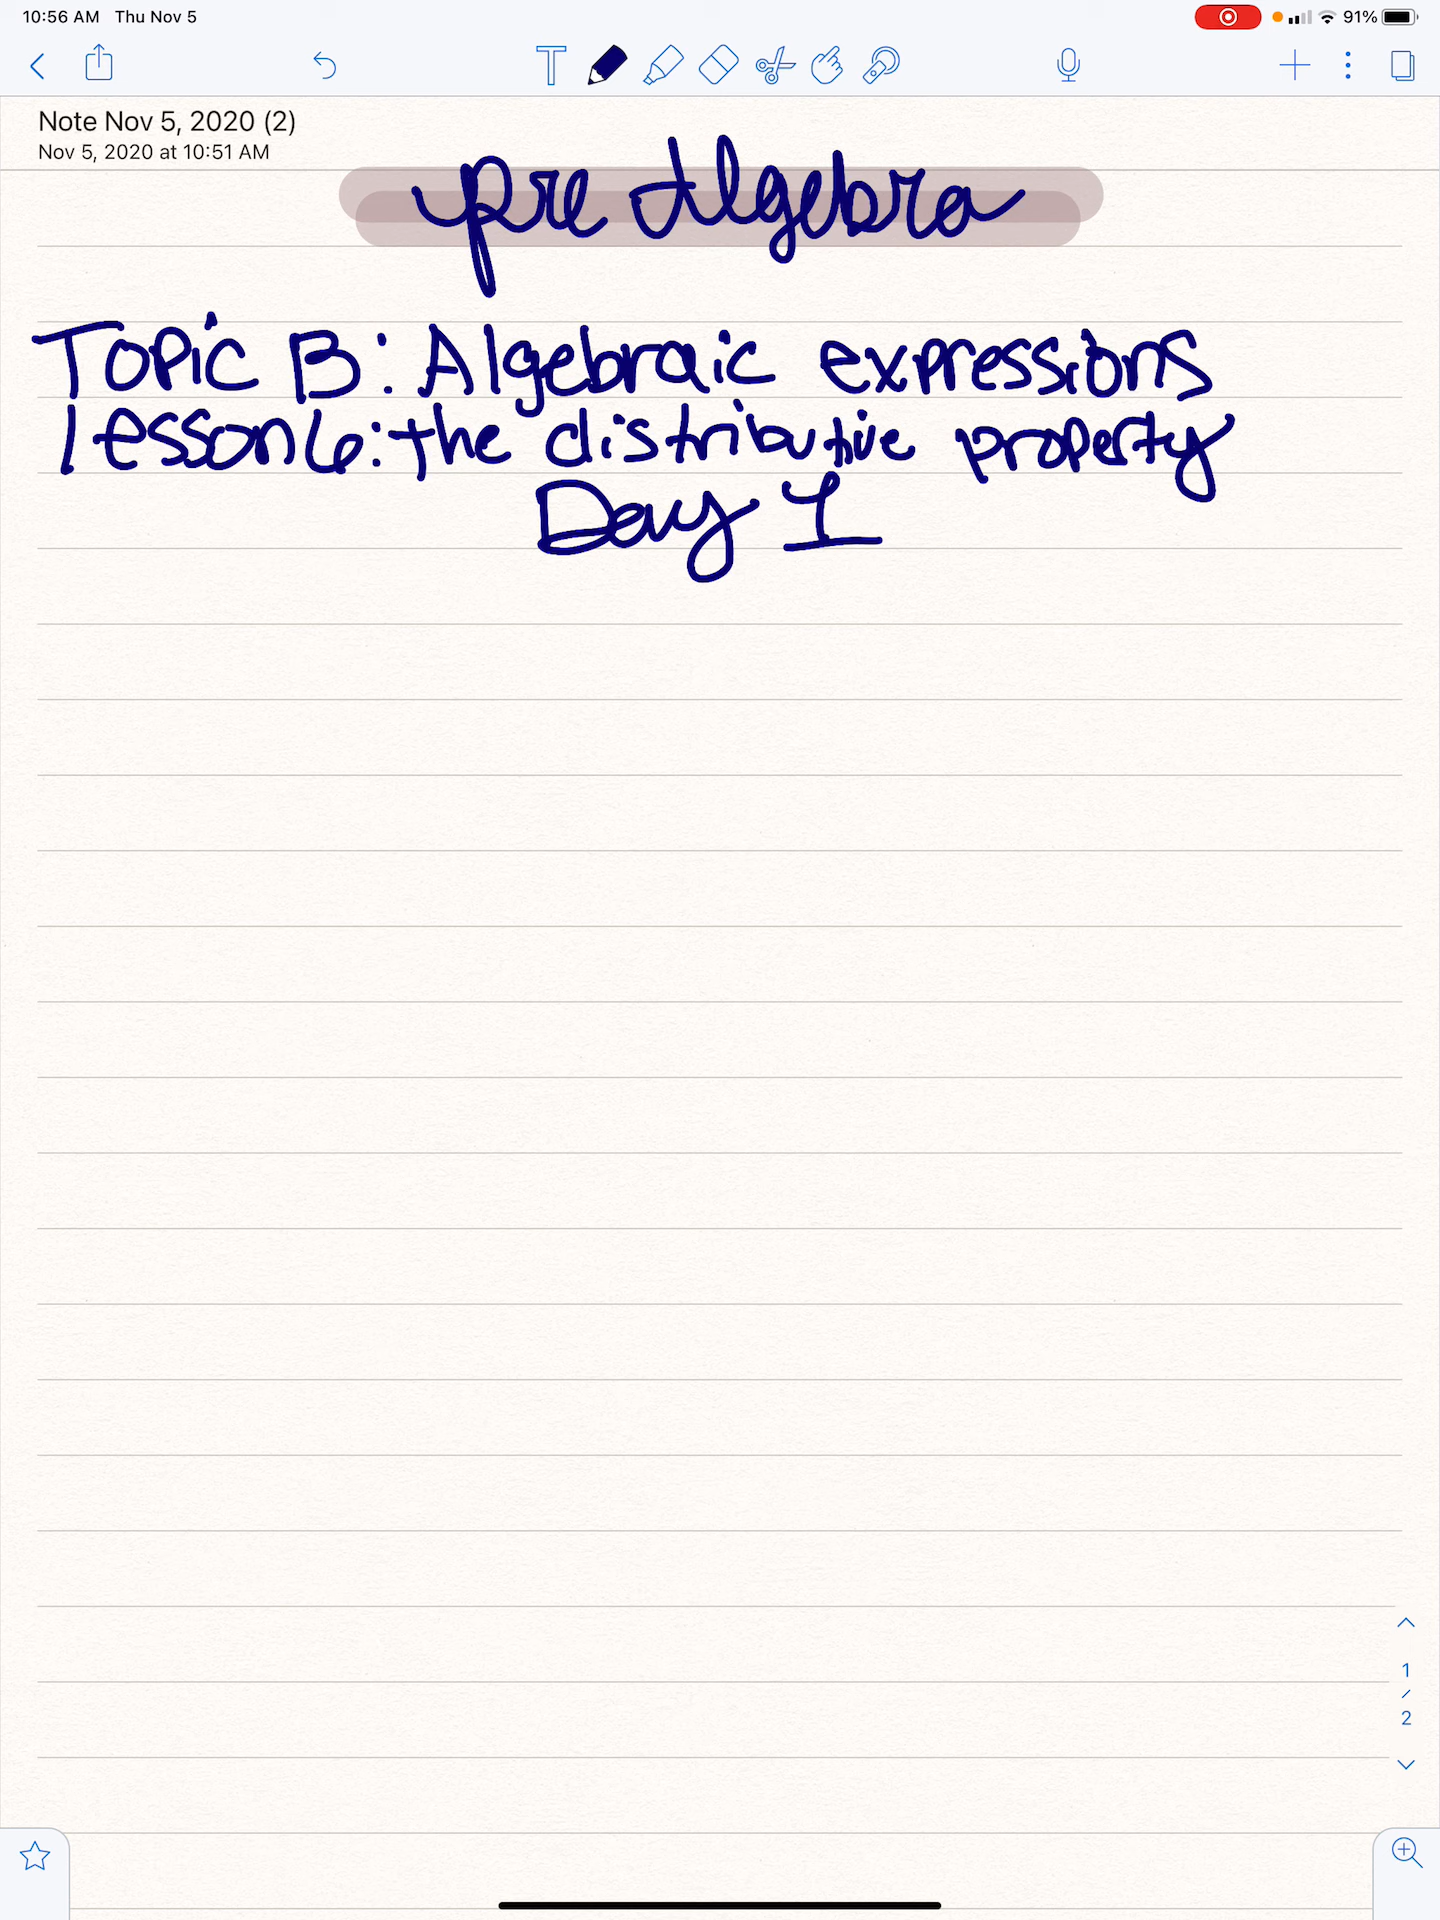 10:56 AM Thu Nov 5
91%
T
Note Nov 5, 2020 (2)
Nov 5, 2020 at 10:51 AM
Pre Algebra
Topic B: Algebraic expressions
lesson 6: the distributive property
Day 1
1
/
2